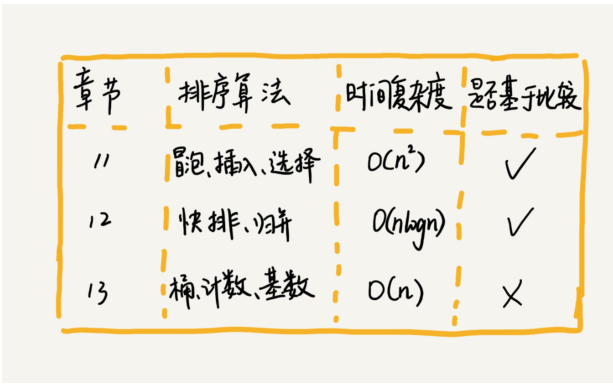 章节 排序算法 时间复杂度 是否基于比较
11 冒泡、插入、选择 O(n²) ✓
12 快排、归并 O(nlogn) ✓
13 桶、计数、基数 O(n) ✗